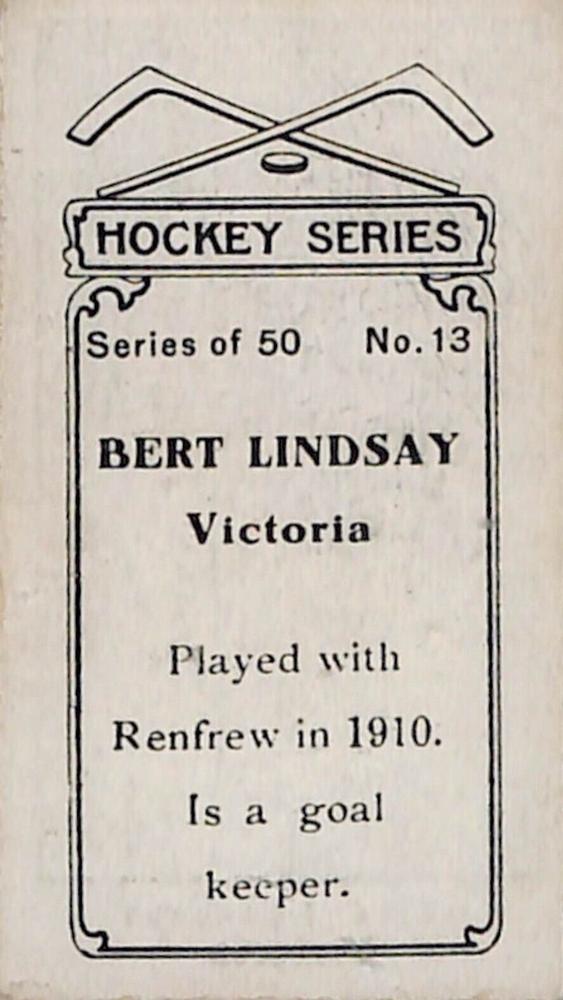 HOCKEY SERIES
Series of 50 No. 13
BERT LINDSAY
Victoria
Played with
Renfrew in 1910.
Is a goal
keeper.